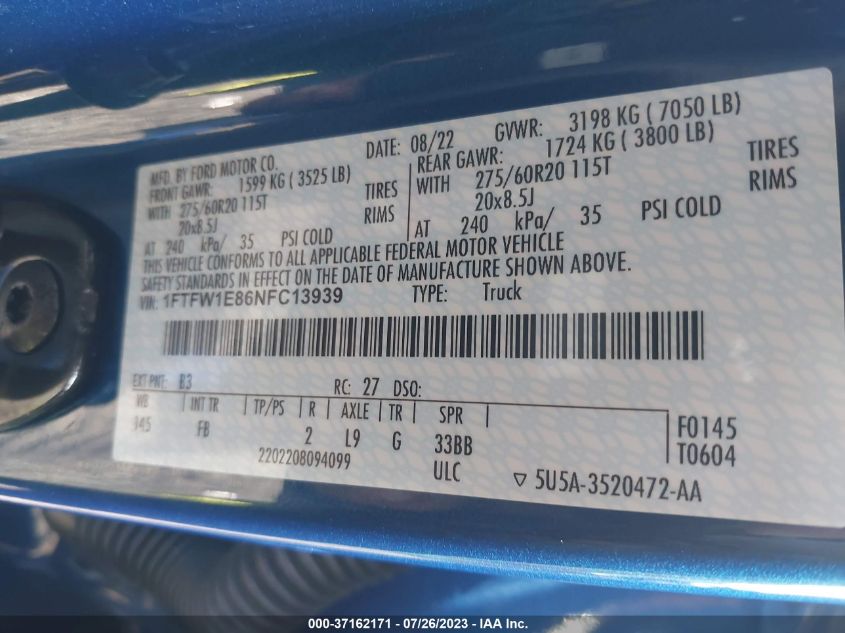 MFD. BY FORD MOTOR CO.
DATE: 08/22 GVWR: 3198 KG ( 7050 LB)
FRONT GAWR: 1599 KG ( 3525 LB)
REAR GAWR: 1724 KG ( 3800 LB)
WITH 275/60R20 115T TIRES
WITH 275/60R20 115T TIRES
20x8.5J RIMS
20x8.5J RIMS
AT 240 kPa/ 35 PSI COLD
AT 240 kPa/ 35 PSI COLD
THIS VEHICLE CONFORMS TO ALL APPLICABLE FEDERAL MOTOR VEHICLE
SAFETY STANDARDS IN EFFECT ON THE DATE OF MANUFACTURE SHOWN ABOVE.
VIN: 1FTFW1E86NFC13939 TYPE: Truck
EXT PNT: B3 RC: 27 DSO:
WB INT TR TP/PS R AXLE TR SPR
145 FB 2 L9 G 33BB F0145
2202208094099 ULC T0604
▽ 5U5A-3520472-AA
000-37162171 - 07/26/2023 - IAA Inc.